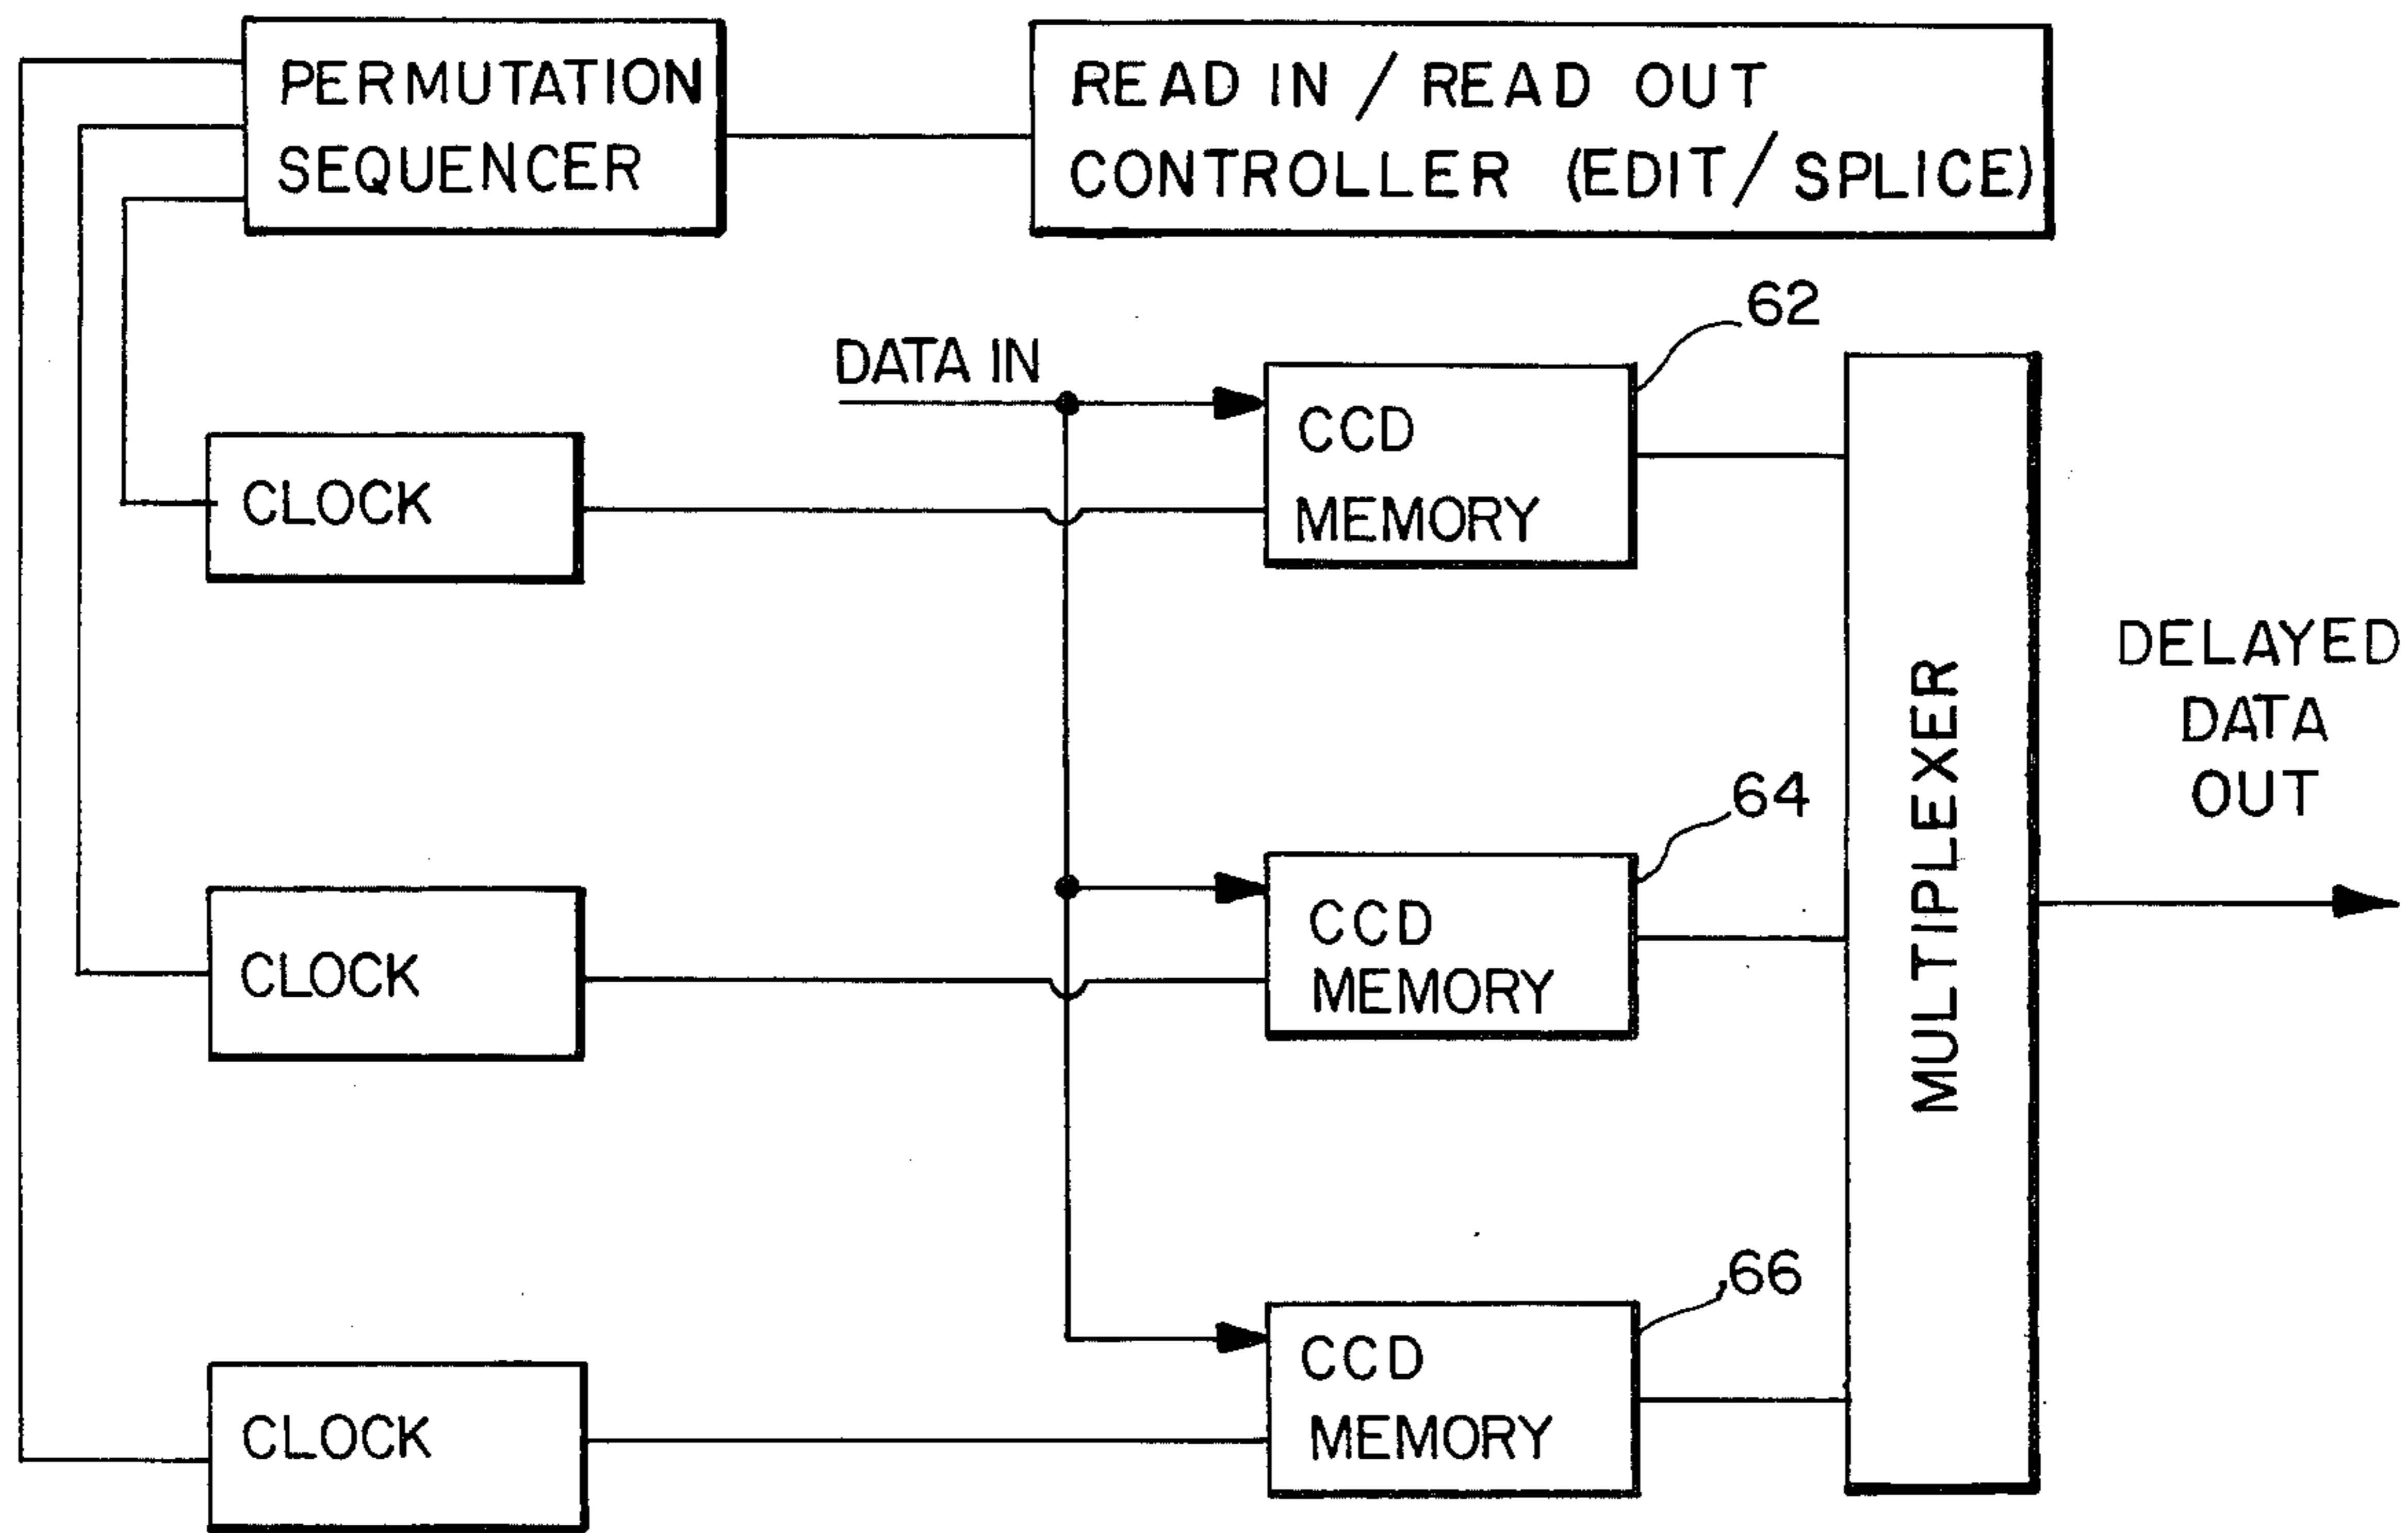 PERMUTATION
SEQUENCER
READ IN / READ OUT
CONTROLLER (EDIT/SPLICE)
DATA IN
62
CCD
MEMORY
CLOCK
64
CCD
MEMORY
CLOCK
66
CCD
MEMORY
CLOCK
MULTIPLEXER
DELAYED
DATA
OUT